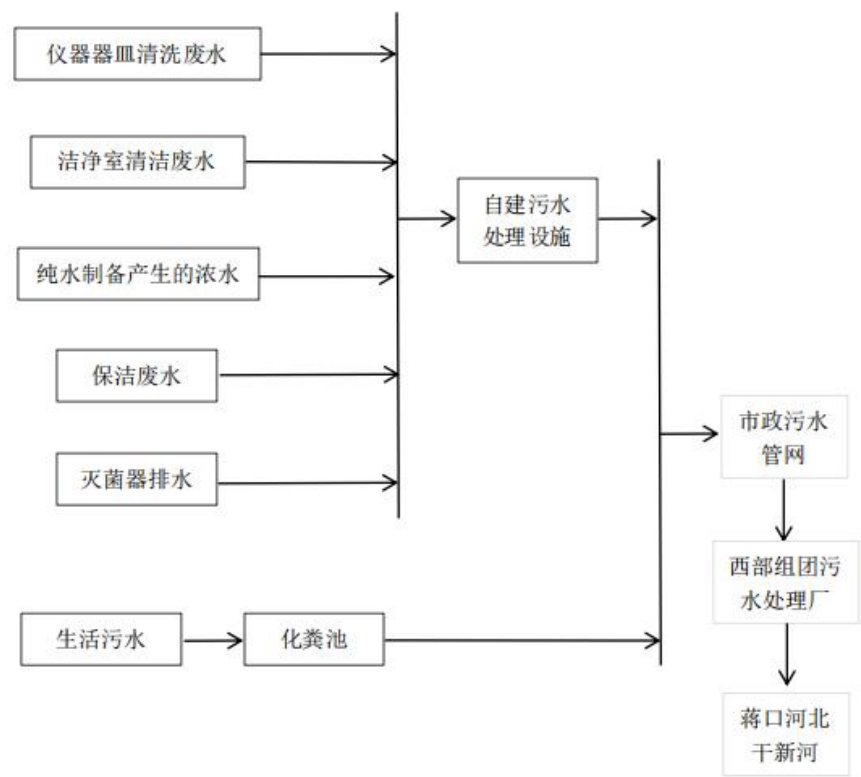 仪器器皿清洗废水
洁净室清洁废水
自建污水
处理设施
纯水制备产生的浓水
保洁废水
市政污水
管网
灭菌器排水
西部组团污
水处理厂
生活污水
化粪池
蒋口河北
干新河